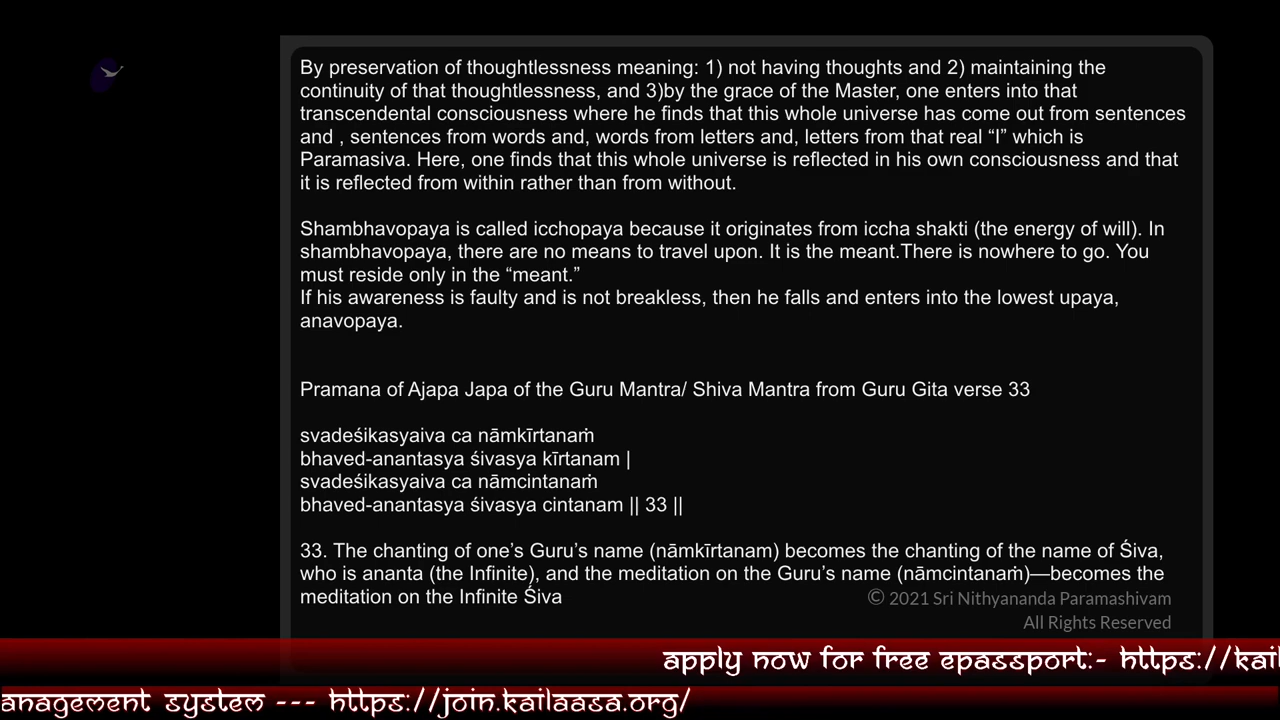 By preservation of thoughtlessness meaning: 1) not having thoughts and 2) maintaining the
continuity of that thoughtlessness, and 3)by the grace of the Master, one enters into that
transcendental consciousness where he finds that this whole universe has come out from sentences
and , sentences from words and, words from letters and, letters from that real “I” which is
Paramasiva. Here, one finds that this whole universe is reflected in his own consciousness and that
it is reflected from within rather than from without.
Shambhavopaya is called icchopaya because it originates from iccha shakti (the energy of will). In
shambhavopaya, there are no means to travel upon. It is the meant.There is nowhere to go. You
must reside only in the “meant.”
If his awareness is faulty and is not breakless, then he falls and enters into the lowest upaya,
anavopaya.
Pramana of Ajapa Japa of the Guru Mantra/ Shiva Mantra from Guru Gita verse 33
svadeśikasyaiva ca nāmkīrtanaṁ
bhaved-anantasya śivasya kīrtanam |
svadeśikasyaiva ca nāmcintanaṁ
bhaved-anantasya śivasya cintanam || 33 ||
33. The chanting of one’s Guru’s name (nāmkīrtanam) becomes the chanting of the name of Śiva,
who is ananta (the Infinite), and the meditation on the Guru’s name (nāmcintanaṁ)—becomes the
meditation on the Infinite Śiva
© 2021 Sri Nithyananda Paramashivam
All Rights Reserved
apply now for free epassport:- https://kail
anagement system --- https://join.kailaasa.org/